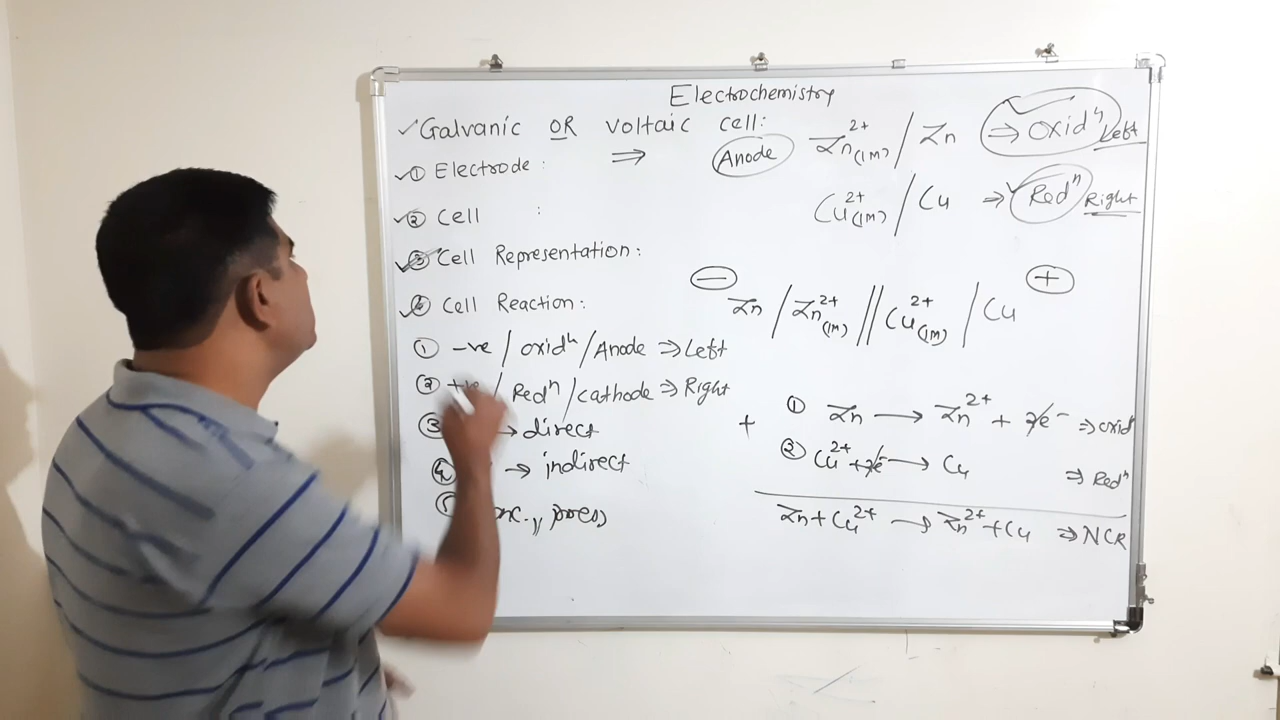 Electrochemistry
Galvanic OR voltaic cell:
① Electrode :
② Cell :
③ Cell Representation :
④ Cell Reaction :
① -ve / oxidⁿ / Anode ⇒ Left
② +ve / Redⁿ / cathode ⇒ Right
③ → direct
④ → indirect
⇒ Anode Zn²⁺(1M) / Zn ⇒ Oxidⁿ Left
Cu²⁺(1M) / Cu ⇒ Redⁿ Right
⊖ ⊕
Zn / Zn²⁺(1M) // Cu²⁺(1M) / Cu
① Zn → Zn²⁺ + 2e⁻ ⇒ oxidⁿ
+ ② Cu²⁺ + 2e⁻ → Cu ⇒ Redⁿ
Zn + Cu²⁺ → Zn²⁺ + Cu ⇒ NCR